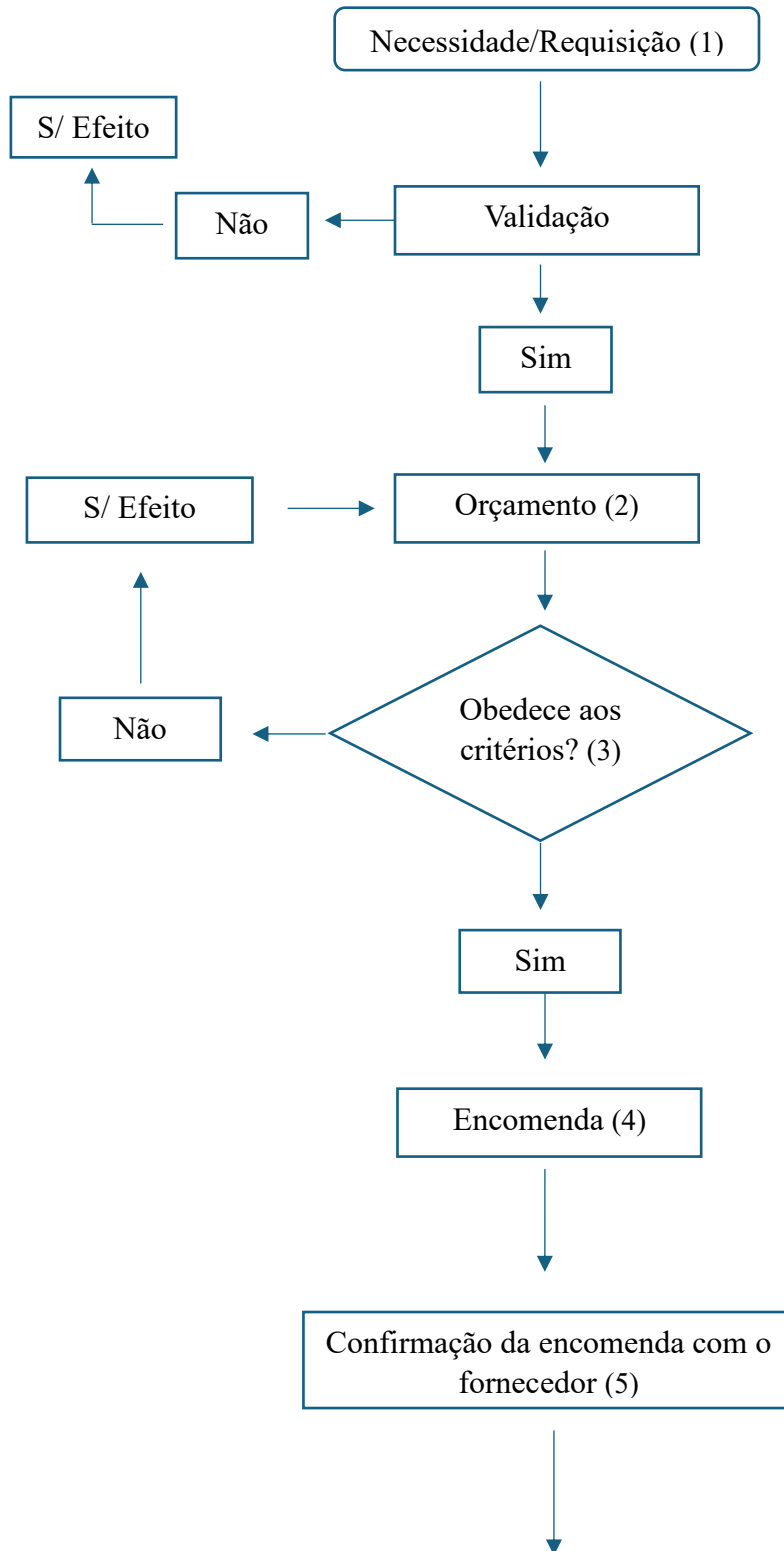 Necessidade/Requisição (1)
S/ Efeito
Não
Validação
Sim
S/ Efeito
Orçamento (2)
Não
Obedece aos
critérios? (3)
Sim
Encomenda (4)
Confirmação da encomenda com o
fornecedor (5)